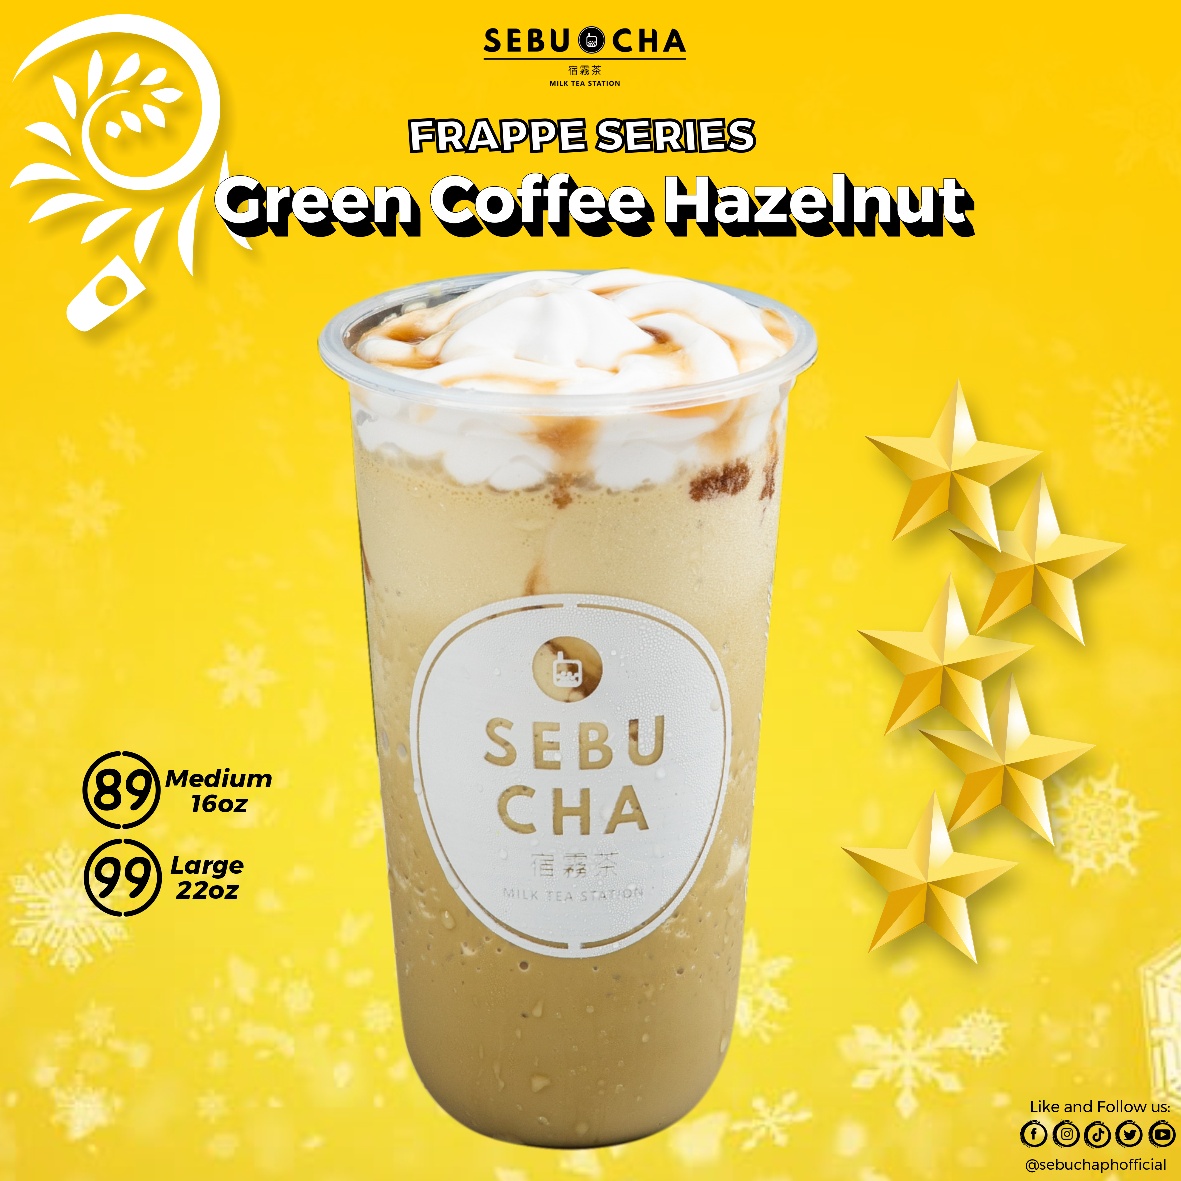 SEBU CHA
宿霧茶
MILK TEA STATION
FRAPPE SERIES
Green Coffee Hazelnut
SEBU
CHA
宿霧茶
MILK TEA STATION
89 Medium
16oz
99 Large
22oz
Like and Follow us:
@sebuchaphofficial